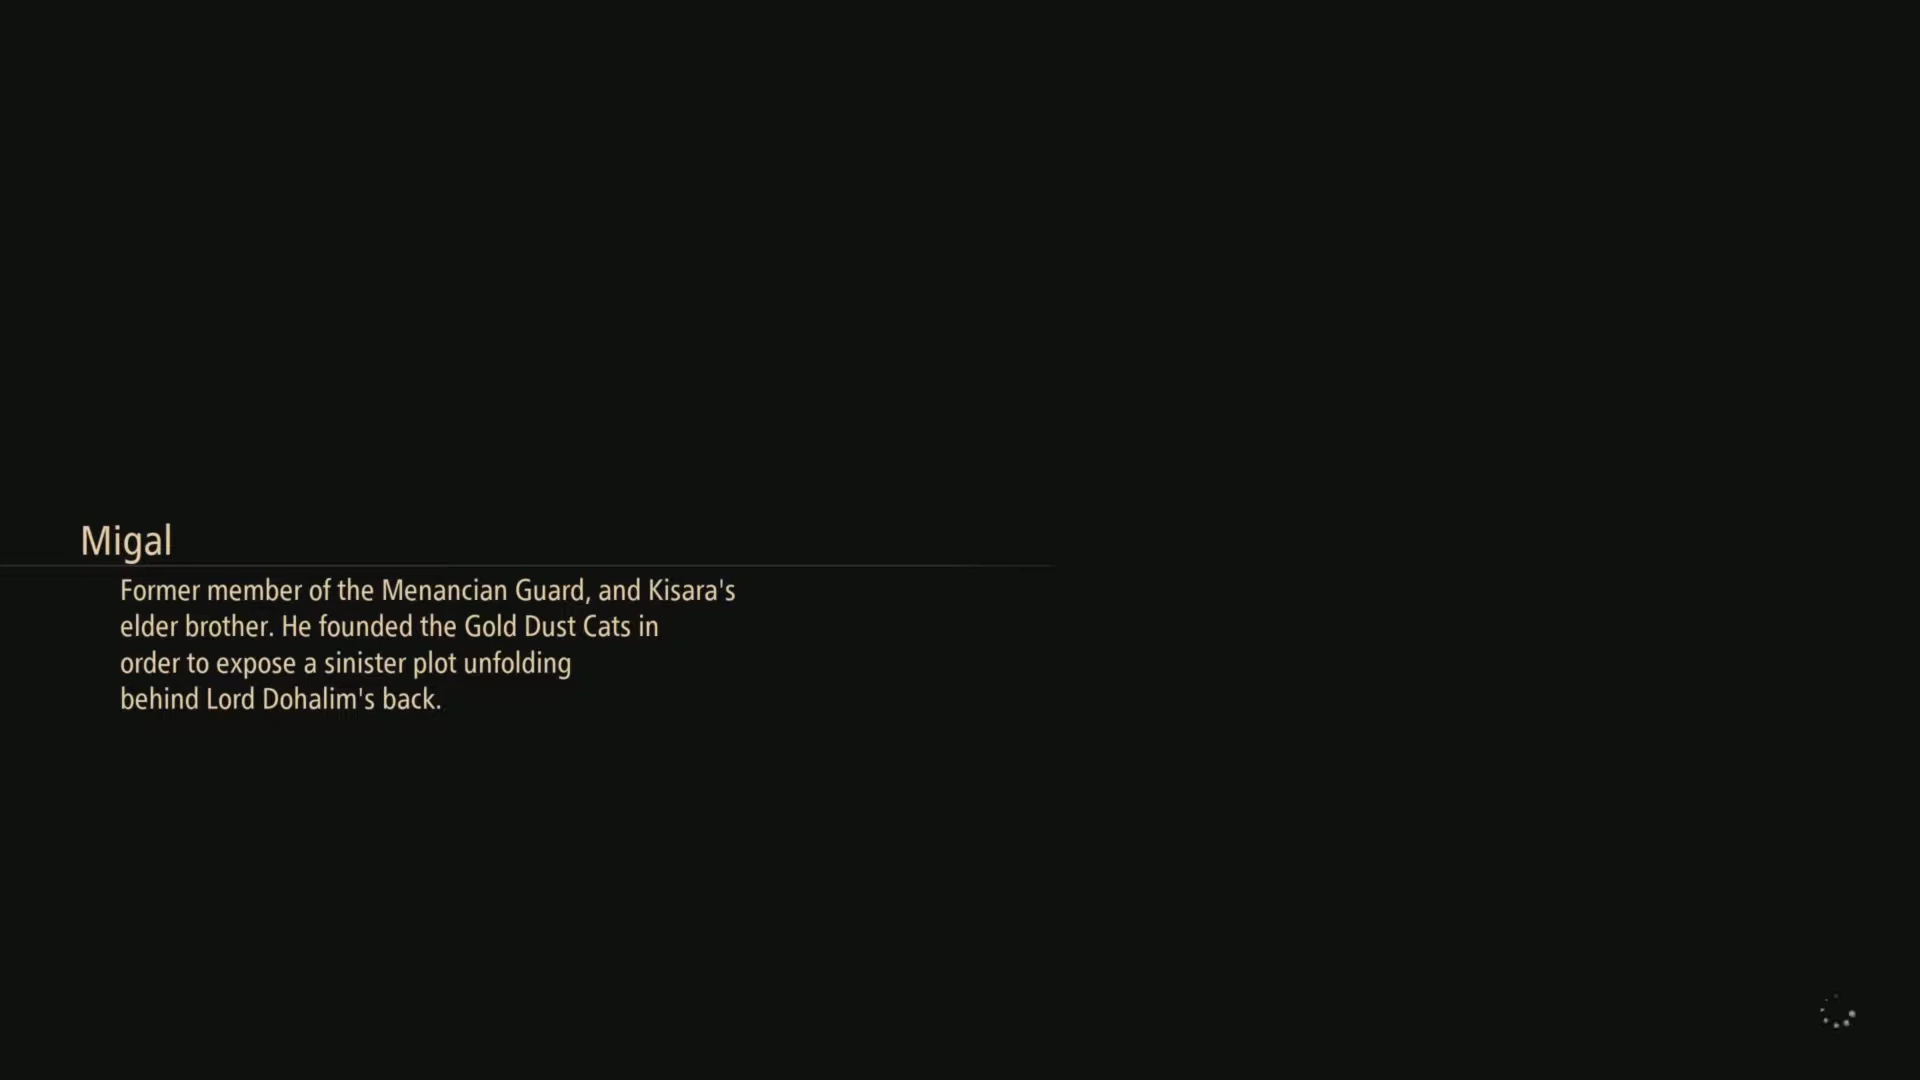 Migal
Former member of the Menancian Guard, and Kisara's
elder brother. He founded the Gold Dust Cats in
order to expose a sinister plot unfolding
behind Lord Dohalim's back.